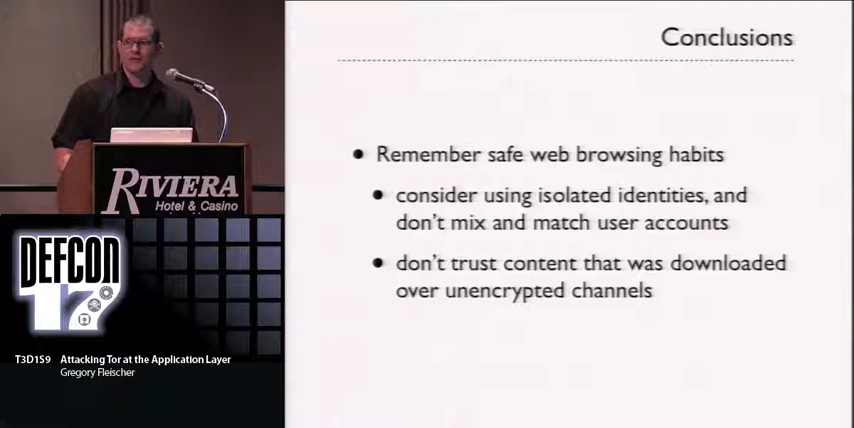 Conclusions
● Remember safe web browsing habits
● consider using isolated identities, and
don't mix and match user accounts
● don't trust content that was downloaded
over unencrypted channels
RIVIERA
Hotel & Casino
DEFCON
17
T3D1S9 Attacking Tor at the Application Layer
Gregory Fleischer